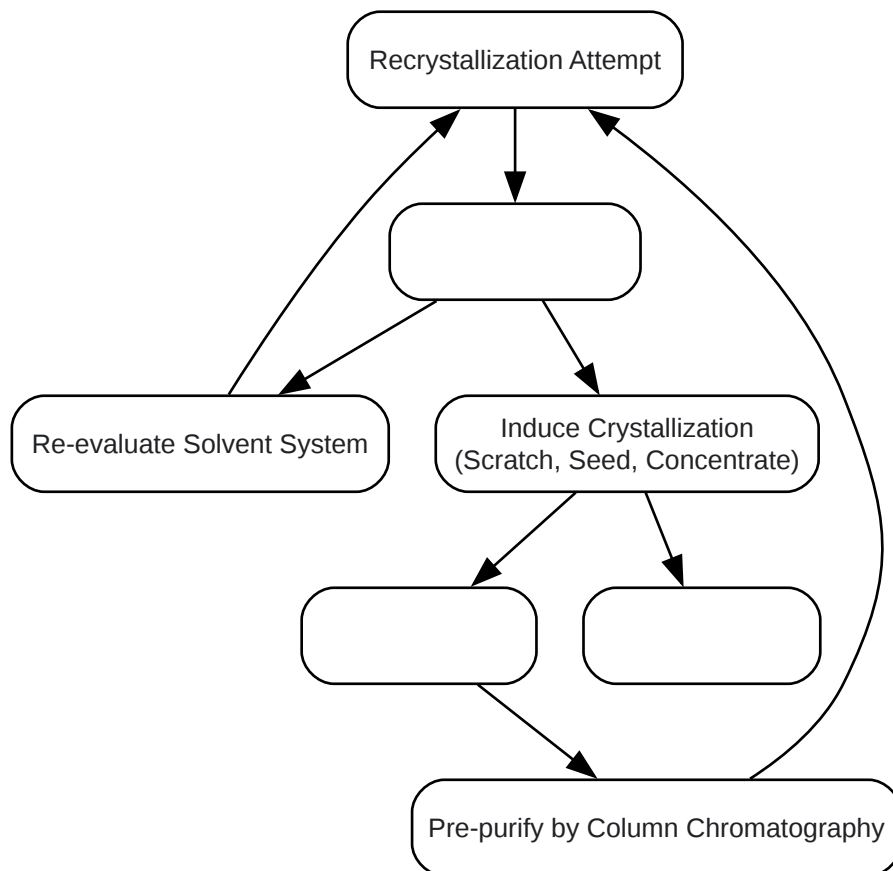 Recrystallization Attempt
Re-evaluate Solvent System
Induce Crystallization
(Scratch, Seed, Concentrate)
Pre-purify by Column Chromatography